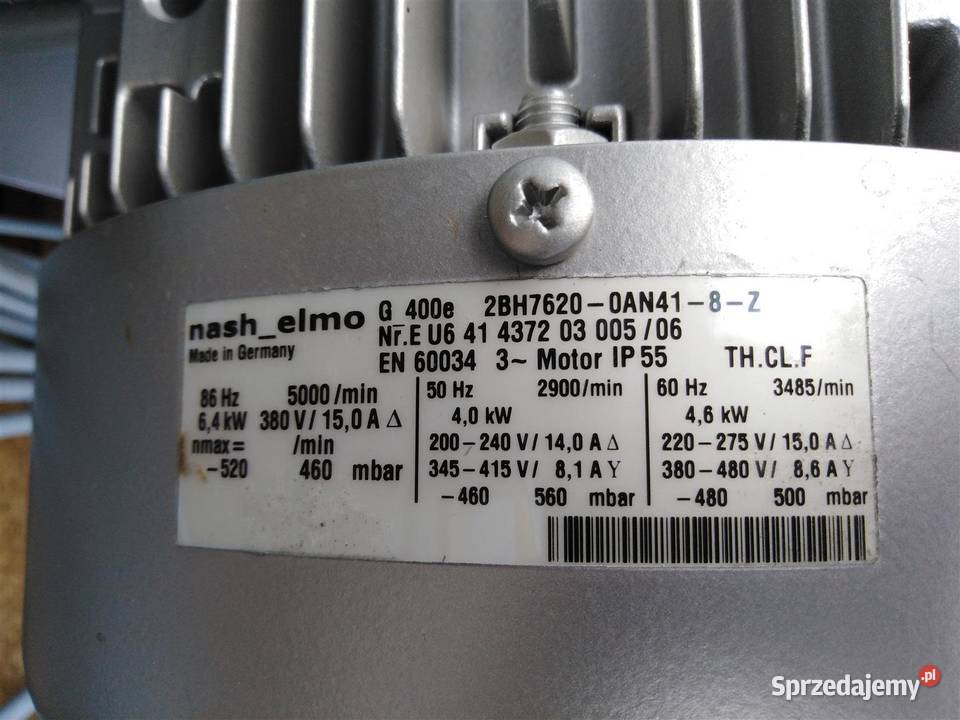 nash_elmo G 400e 2BH7620-0AN41-8-Z
Made in Germany Nr.E U6 41 4372 03 005/06
EN 60034 3~ Motor IP 55 TH.CL.F
86 Hz 5000/min
6,4 kW 380 V/ 15,0 A Δ
nmax= /min
-520 460 mbar
50 Hz 2900/min
4,0 kW
200-240 V/ 14,0 A Δ
345-415 V/ 8,1 A Y
-460 560 mbar
60 Hz 3485/min
4,6 kW
220-275 V/ 15,0 A Δ
380-480 V/ 8,6 A Y
-480 500 mbar
Sprzedajemy.pl